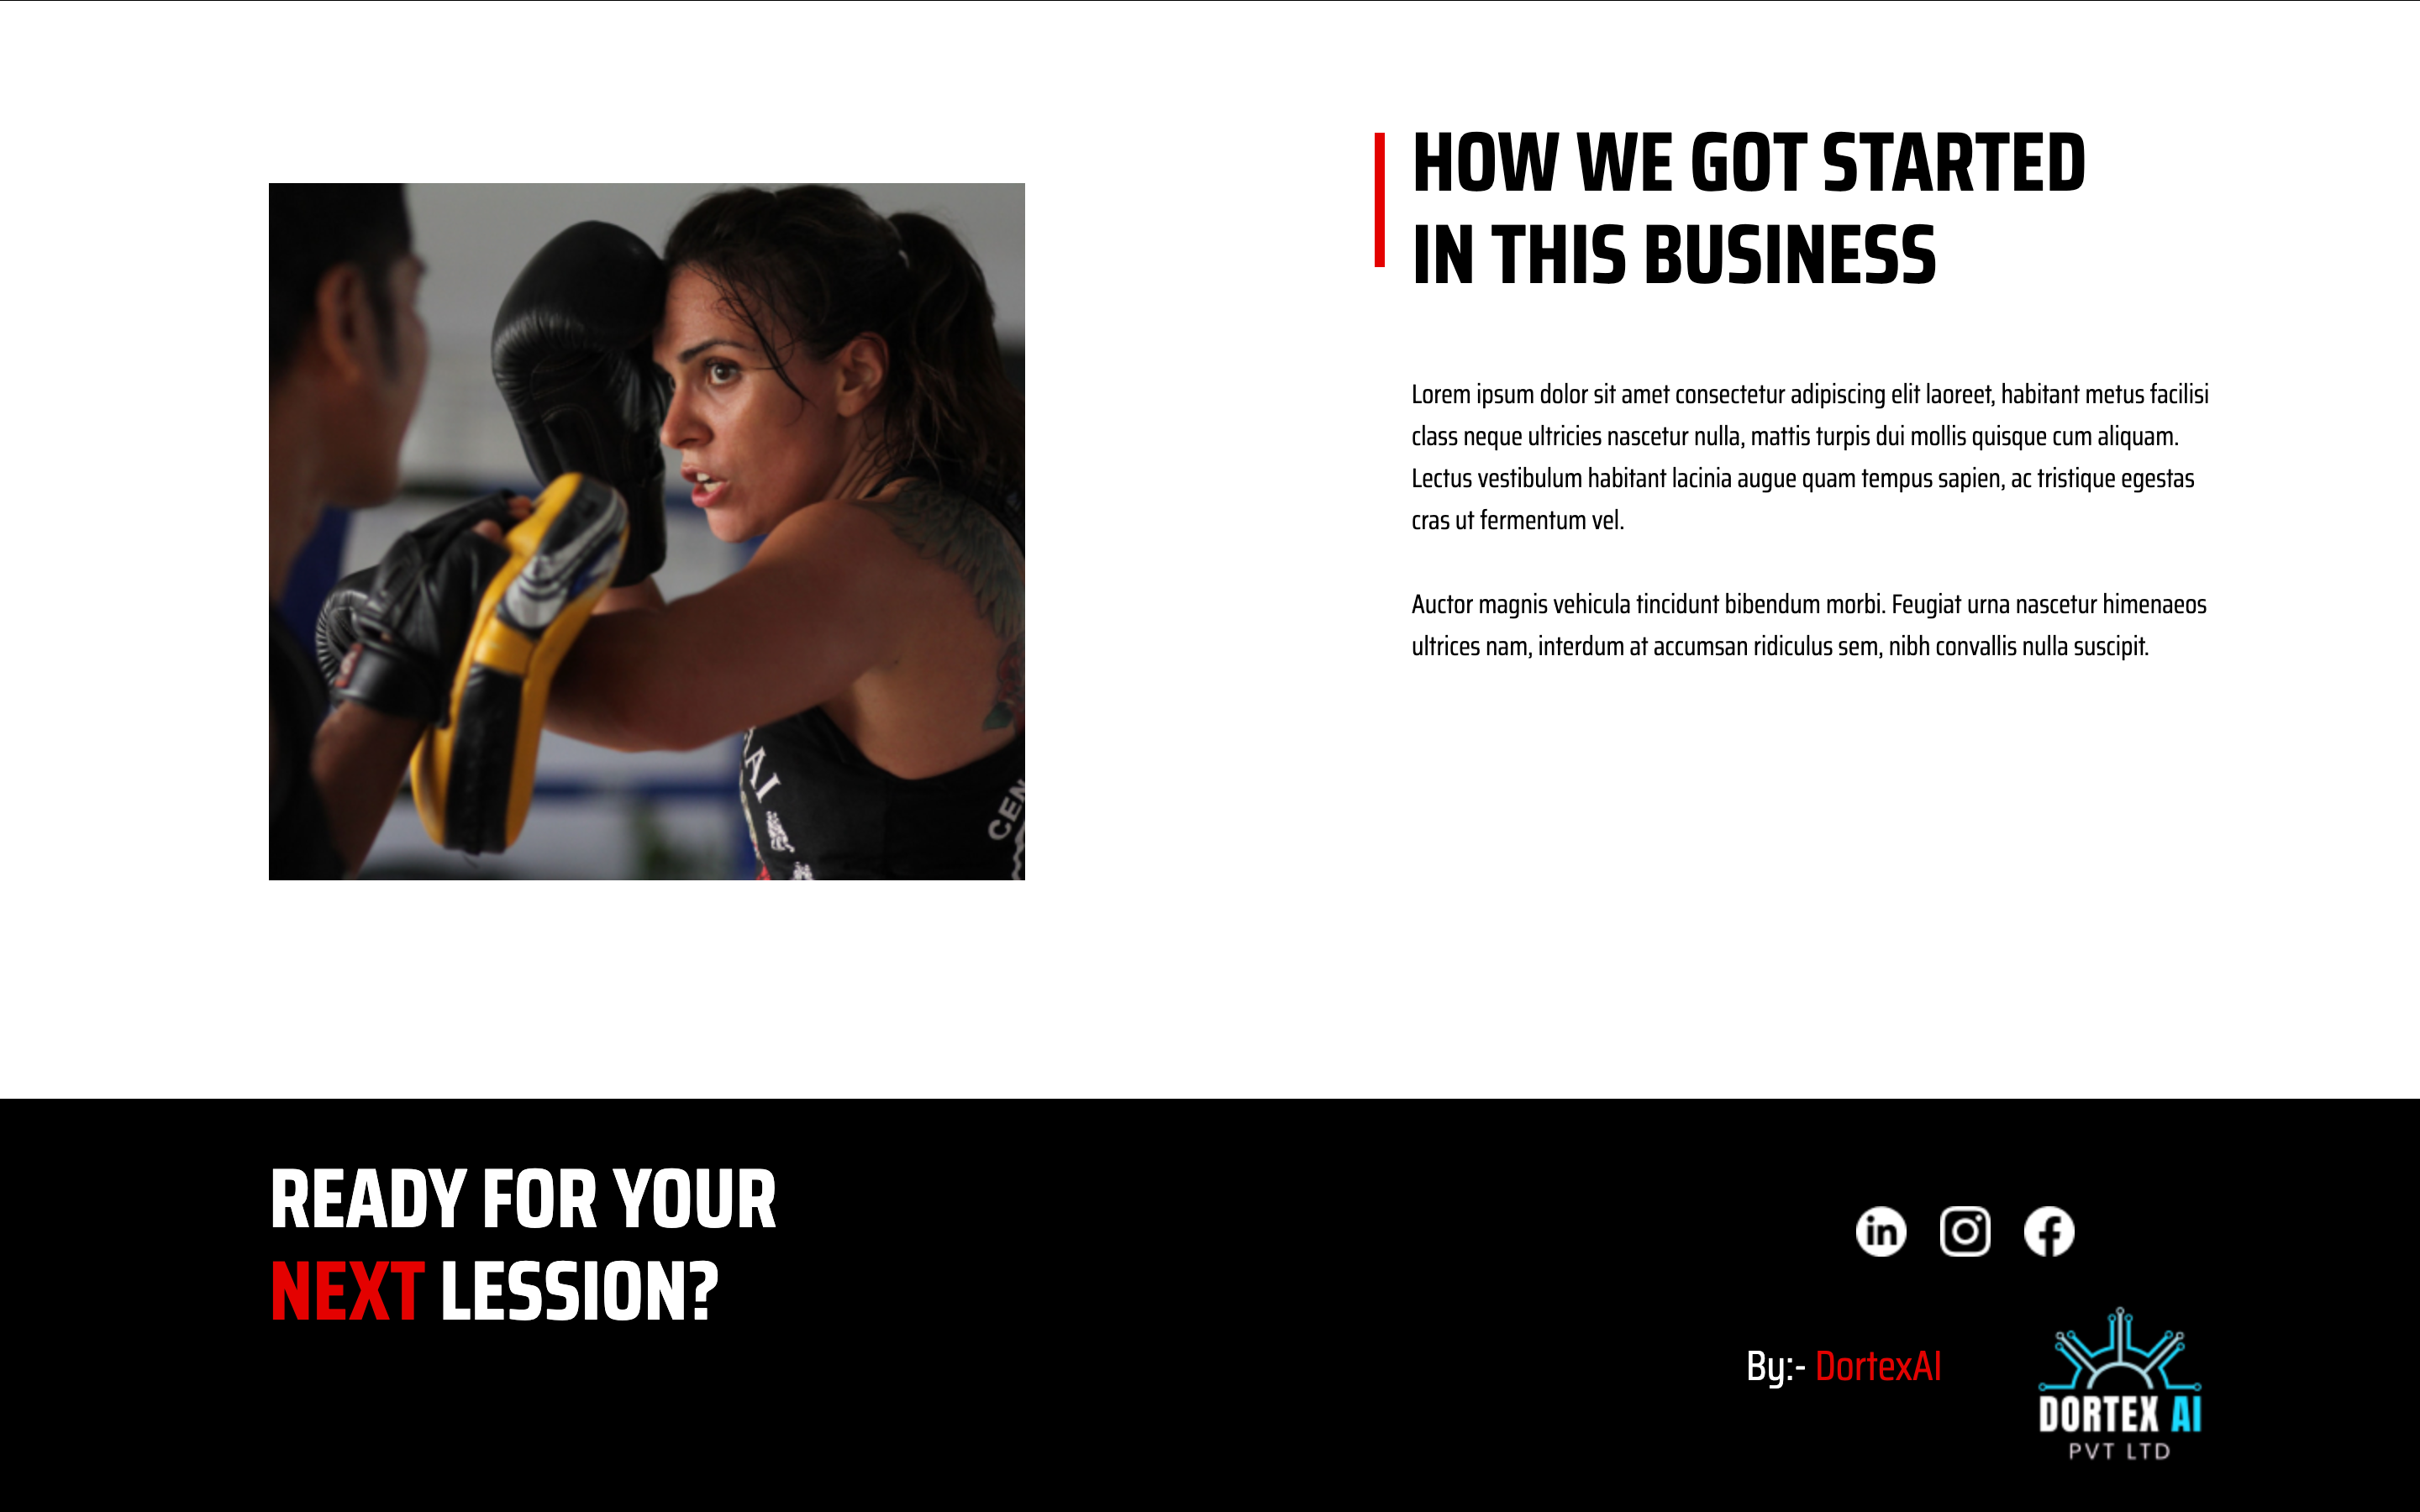 HOW WE GOT STARTED
IN THIS BUSINESS
Lorem ipsum dolor sit amet consectetur adipiscing elit laoreet, habitant metus facilisi
class neque ultricies nascetur nulla, mattis turpis dui mollis quisque cum aliquam.
Lectus vestibulum habitant lacinia augue quam tempus sapien, ac tristique egestas
cras ut fermentum vel.
Auctor magnis vehicula tincidunt bibendum morbi. Feugiat urna nascetur himenaeos
ultrices nam, interdum at accumsan ridiculus sem, nibh convallis nulla suscipit.
AI
CEN
READY FOR YOUR
NEXT LESSION?
in
By:- DortexAI
DORTEX AI
PVT LTD